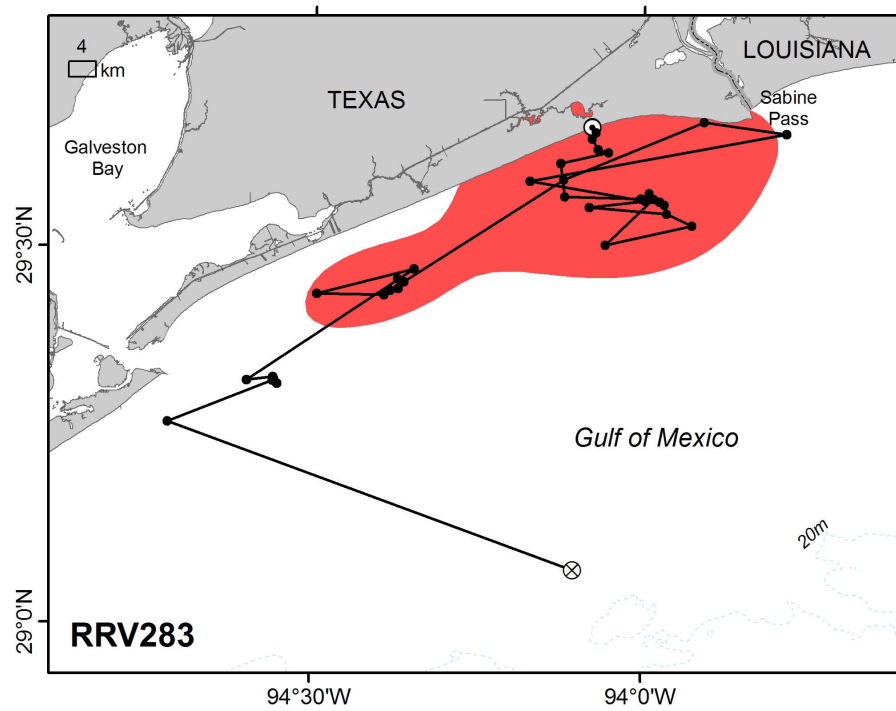 4
km
LOUISIANA
TEXAS
Sabine
Pass
Galveston
Bay
29°30'N
Gulf of Mexico
20m
29°0'N
RRV283
94°30'W
94°0'W